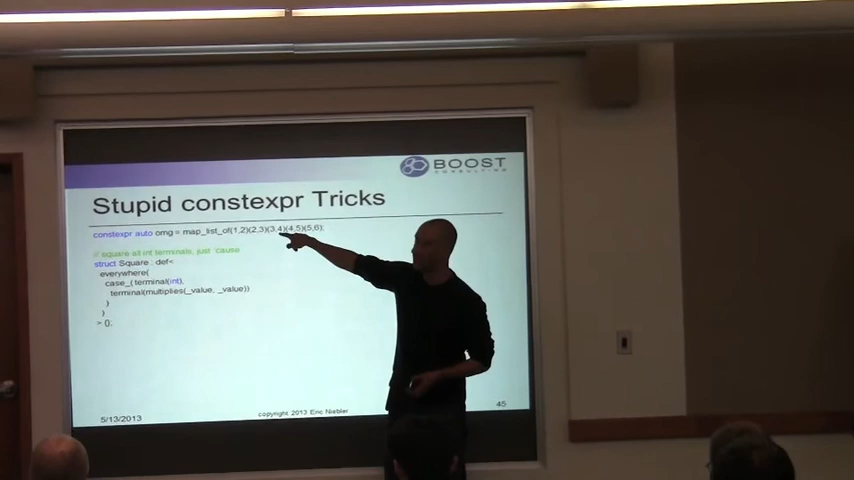 BOOST
CONSULTING
Stupid constexpr Tricks
constexpr auto omg = map_list_of(1,2)(2,3)(3,4)(4,5)(5,6);
// square all int terminals, just 'cause
struct Square : def<
everywhere(
case_( terminal(int),
terminal(multiplies(_value, _value))
)
)
> {};
5/13/2013
copyright 2013 Eric Niebler
45